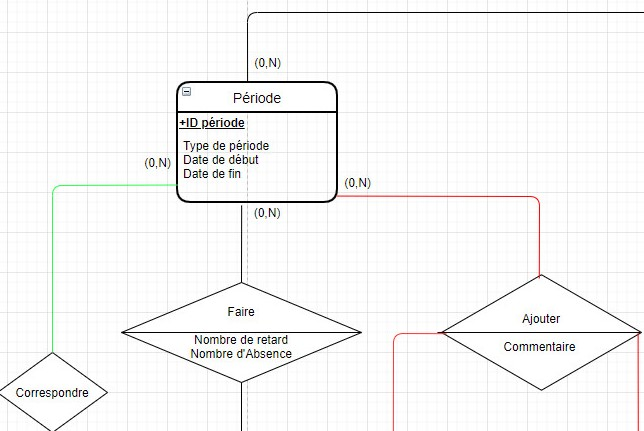 (0,N)
Période
+ID période
Type de période
Date de début
Date de fin
(0,N)
(0,N)
(0,N)
Faire
Nombre de retard
Nombre d'Absence
Ajouter
Commentaire
Correspondre